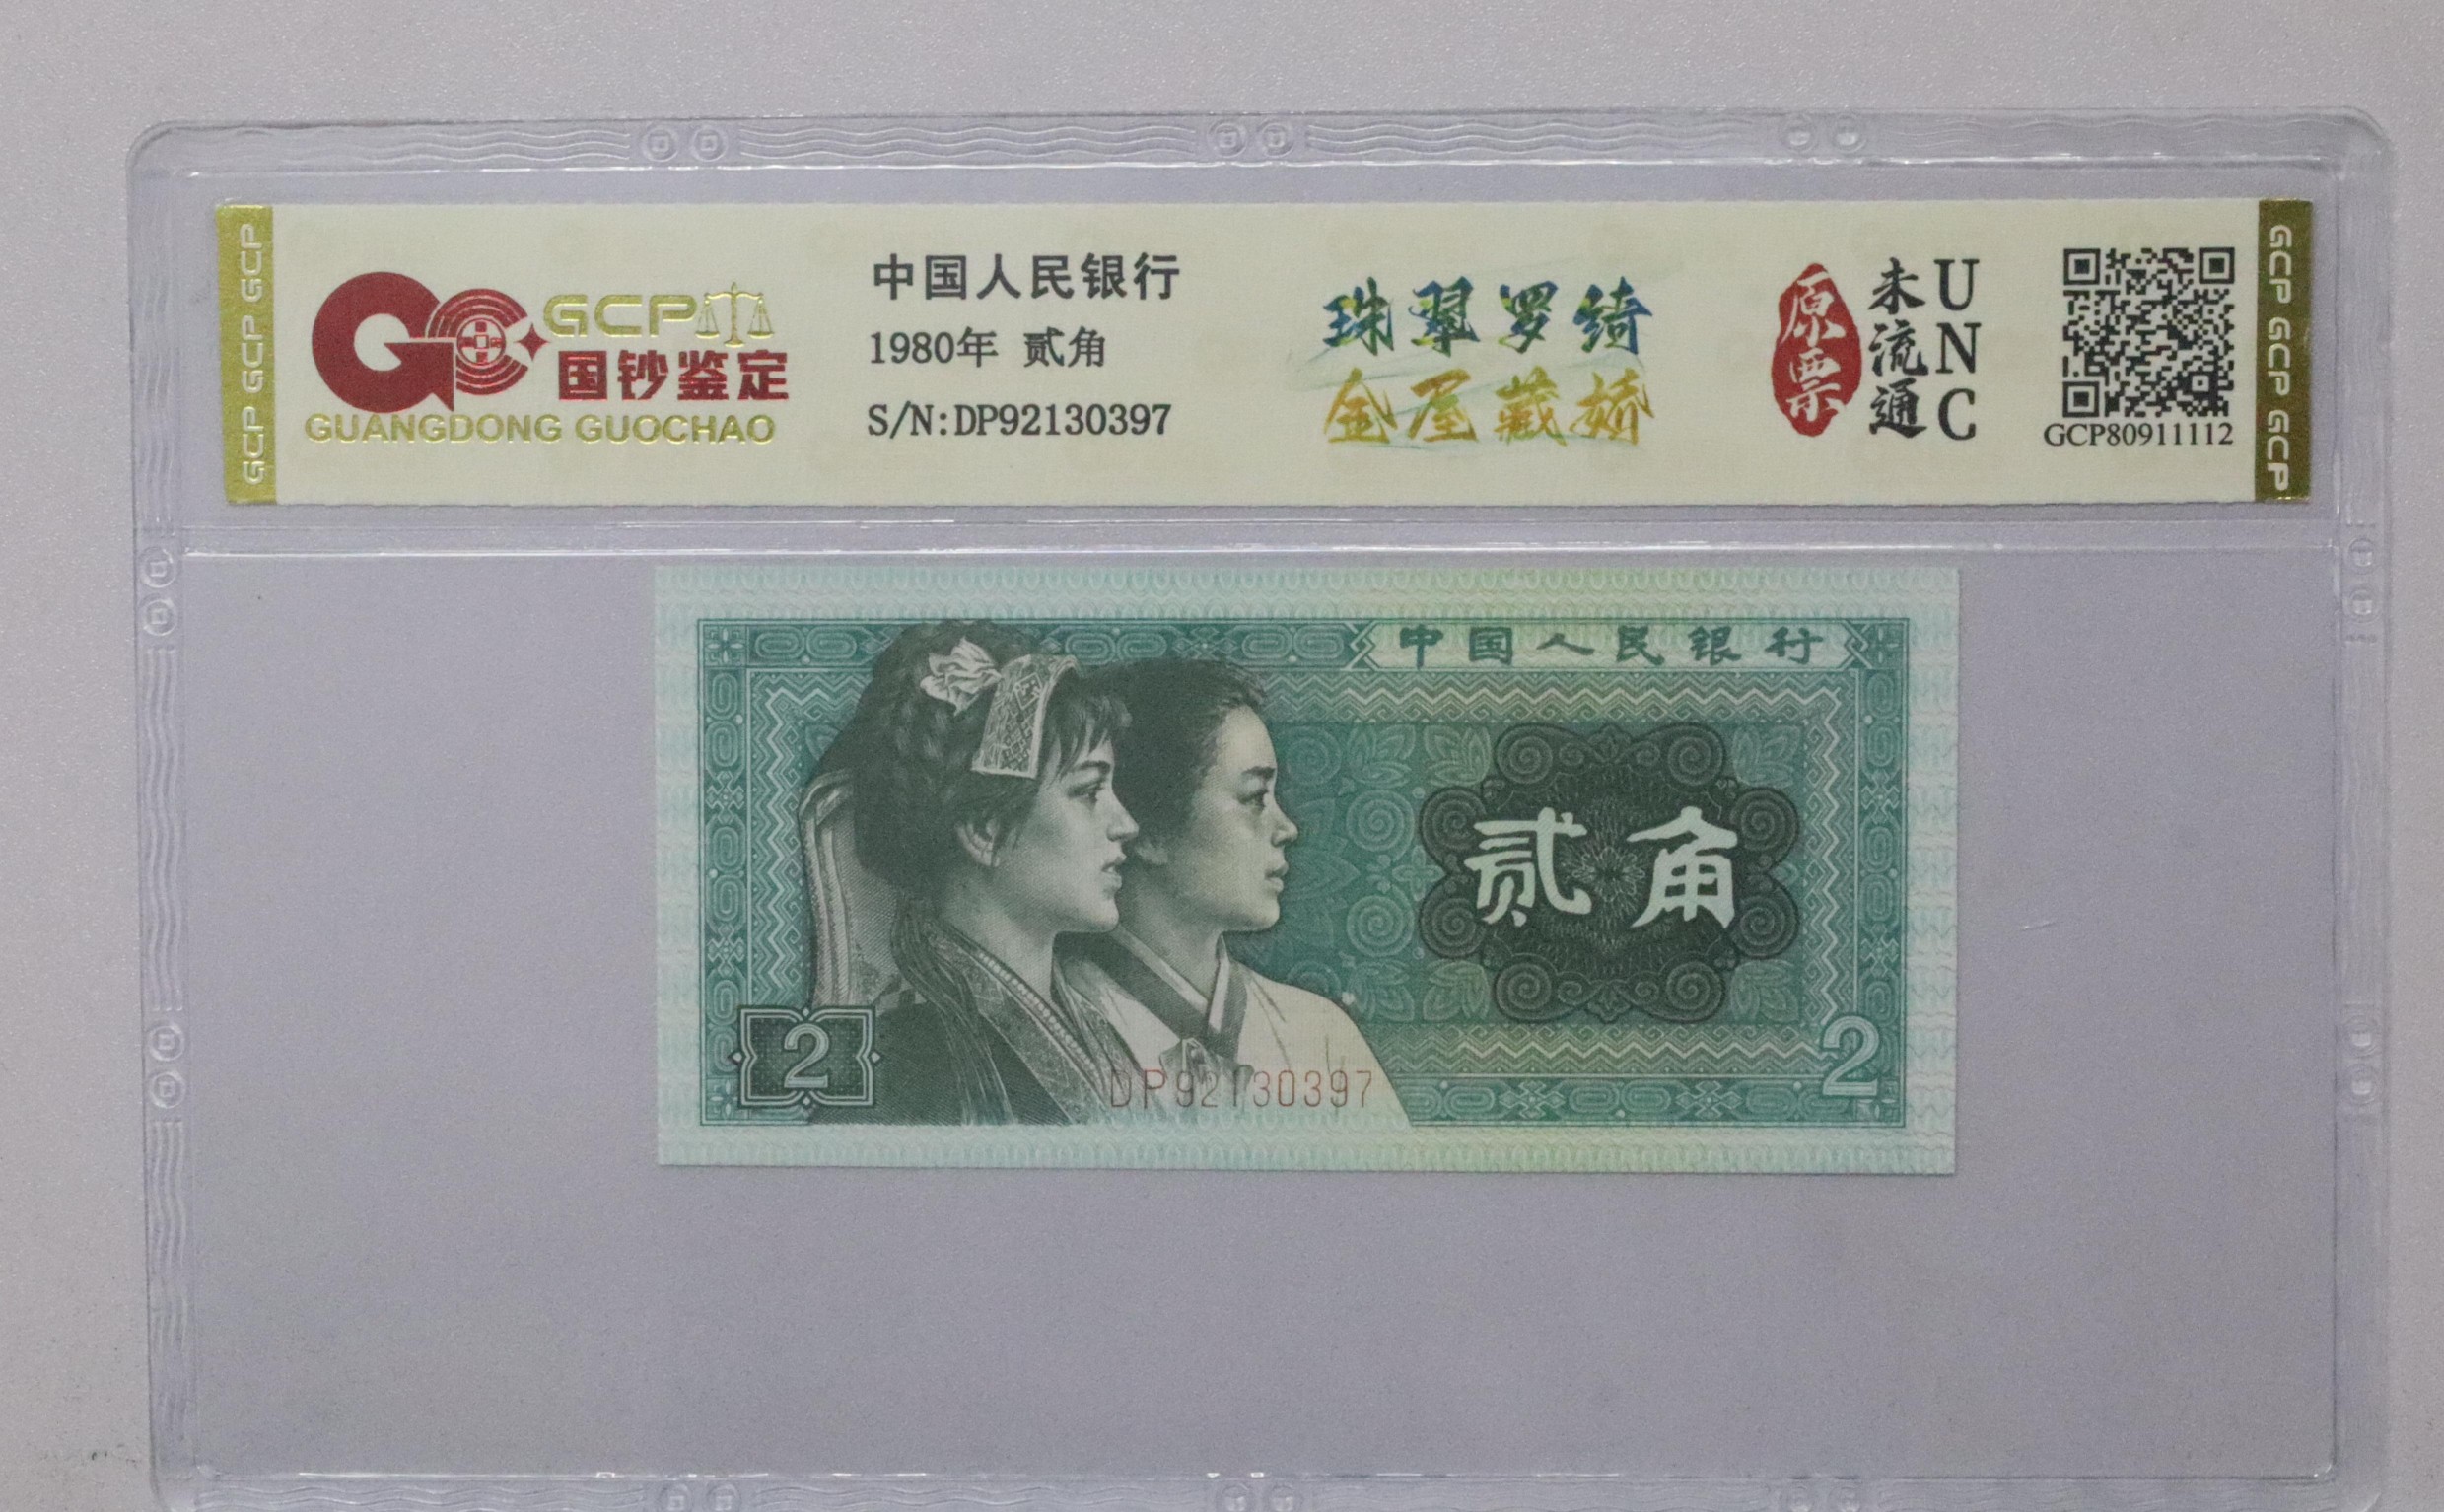 GCP GCP GCP
GCP
国钞鉴定
GUANGDONG GUOCHAO
中国人民银行
1980年 贰角
S/N:DP92130397
珠翠罗绮
金屋藏娇
原票
未流通
UNC
GCP80911112
GCP GCP GCP
中国人民银行
贰角
2
DP92130397
2